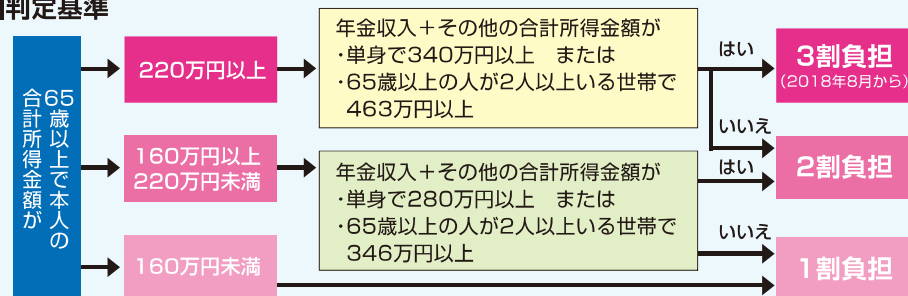 判定基準
65歳以上で本人の
合計所得金額が
220万円以上
年金収入＋その他の合計所得金額が
・単身で340万円以上　または
・65歳以上の人が2人以上いる世帯で
463万円以上
はい
3割負担
（2018年8月から）
いいえ
160万円以上
220万円未満
年金収入＋その他の合計所得金額が
・単身で280万円以上　または
・65歳以上の人が2人以上いる世帯で
346万円以上
はい
2割負担
いいえ
160万円未満
1割負担